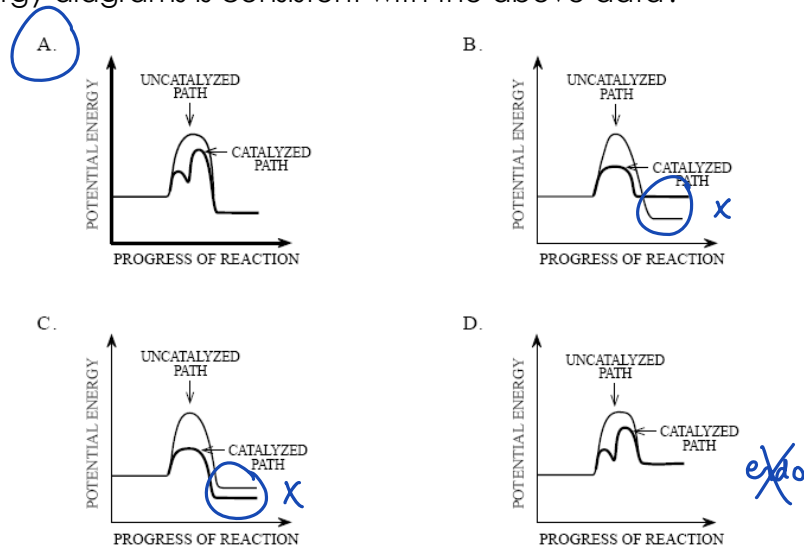 diagrams is consistent with the above data?
A.
POTENTIAL ENERGY
UNCATALYZED
PATH
CATALYZED
PATH
PROGRESS OF REACTION
B.
POTENTIAL ENERGY
UNCATALYZED
PATH
CATALYZED
PATH
X
PROGRESS OF REACTION
C.
POTENTIAL ENERGY
UNCATALYZED
PATH
CATALYZED
PATH
X
PROGRESS OF REACTION
D.
POTENTIAL ENERGY
UNCATALYZED
PATH
CATALYZED
PATH
PROGRESS OF REACTION